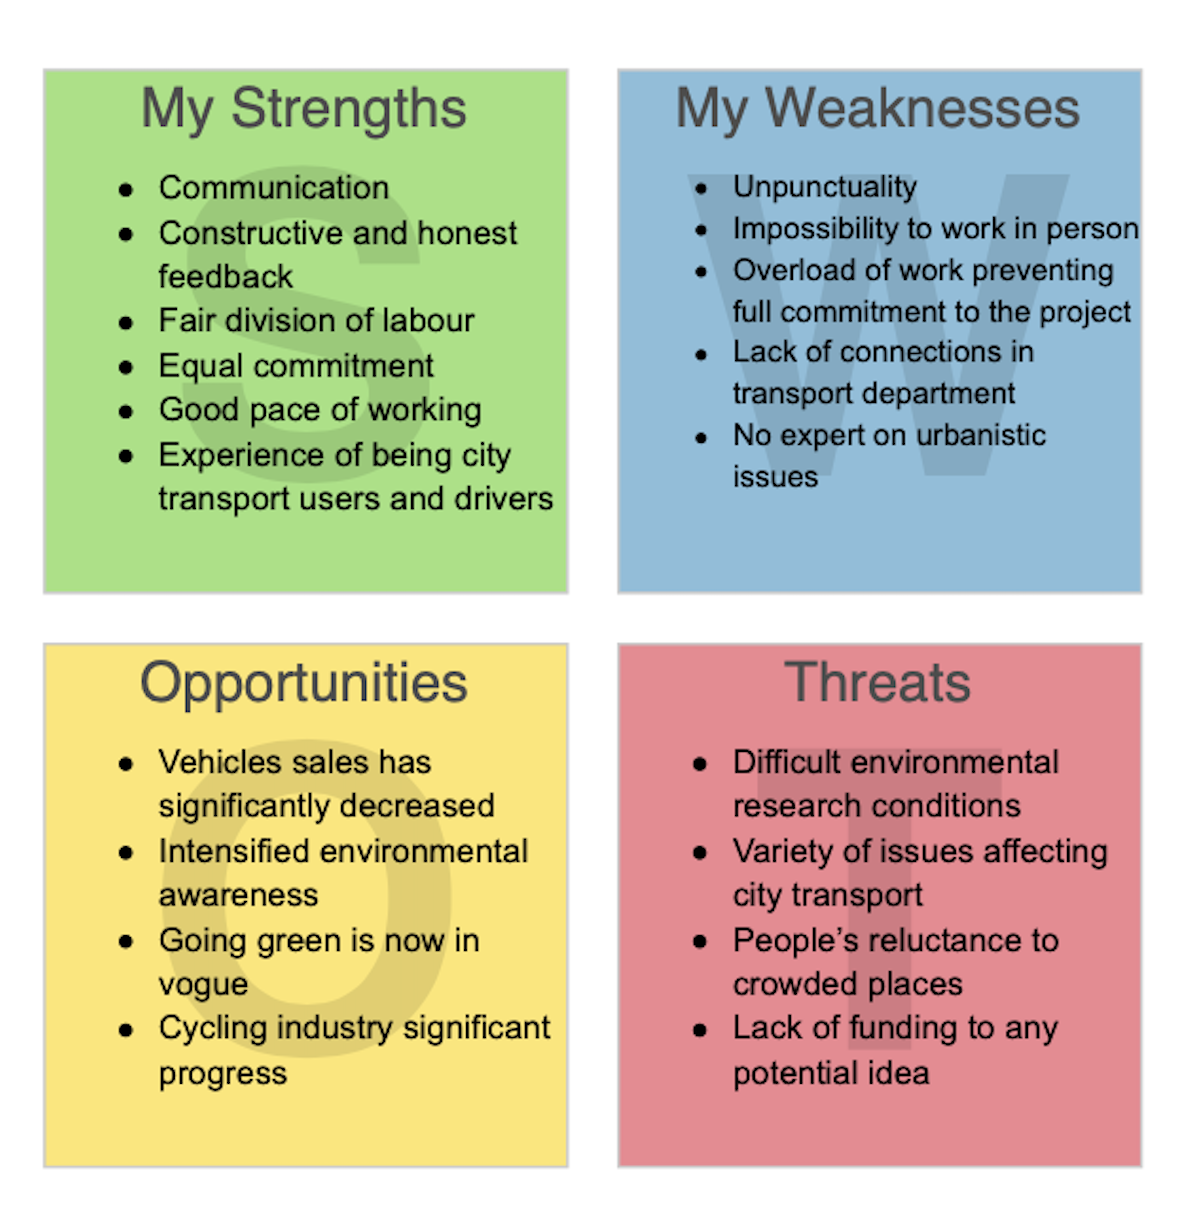 My Strengths
• Communication
• Constructive and honest
feedback
• Fair division of labour
• Equal commitment
• Good pace of working
• Experience of being city
transport users and drivers
S
My Weaknesses
• Unpunctuality
• Impossibility to work in person
• Overload of work preventing
full commitment to the project
• Lack of connections in
transport department
• No expert on urbanistic
issues
W
Opportunities
• Vehicles sales has
significantly decreased
• Intensified environmental
awareness
• Going green is now in
vogue
• Cycling industry significant
progress
O
Threats
• Difficult environmental
research conditions
• Variety of issues affecting
city transport
• People’s reluctance to
crowded places
• Lack of funding to any
potential idea
T